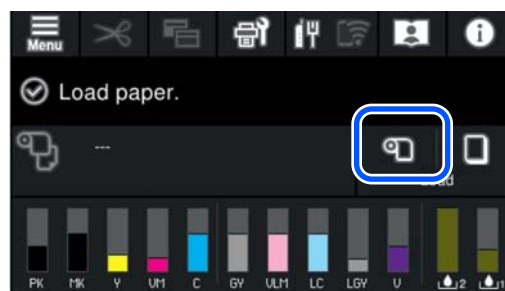 Menu
Load paper.
---
Load
PK MK Y VM C GY VLM LC LGY V 2 1